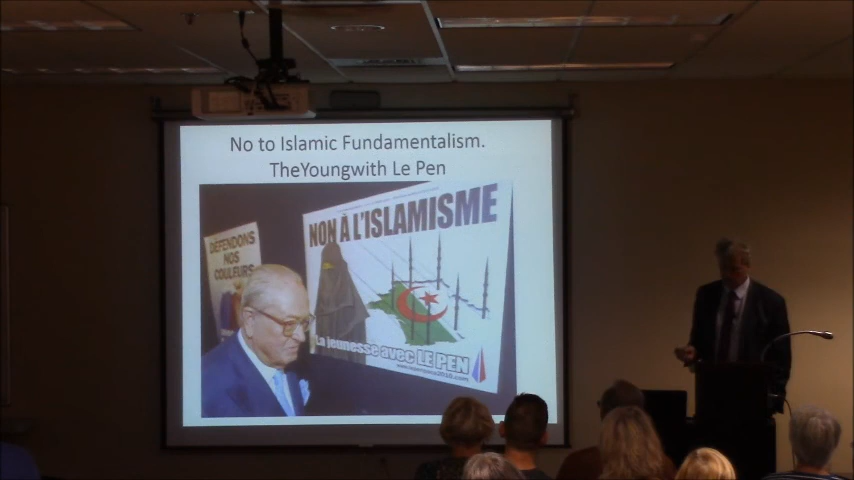 No to Islamic Fundamentalism.
TheYoungwith Le Pen
DÉFENDONS
NOS
COULEURS
NON À L'ISLAMISME
La jeunesse avec LE PEN